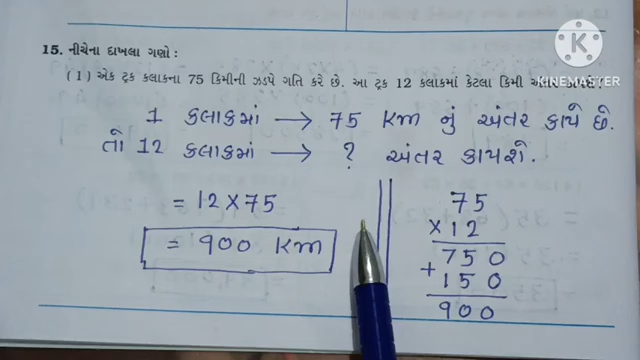 15. નીચેના દાખલા ગણો :
(1) એક ટ્રક કલાકના 75 કિમીની ઝડપે ગતિ કરે છે. આ ટ્રક 12 કલાકમાં કેટલા કિમી
KINEMASTER
1 કલાકમાં → 75 Km નું અંતર કાપે છે.
તો 12 કલાકમાં → ? અંતર કાપશે.
= 12 x 75
= 900 Km
75
x 12
750
+ 150
900